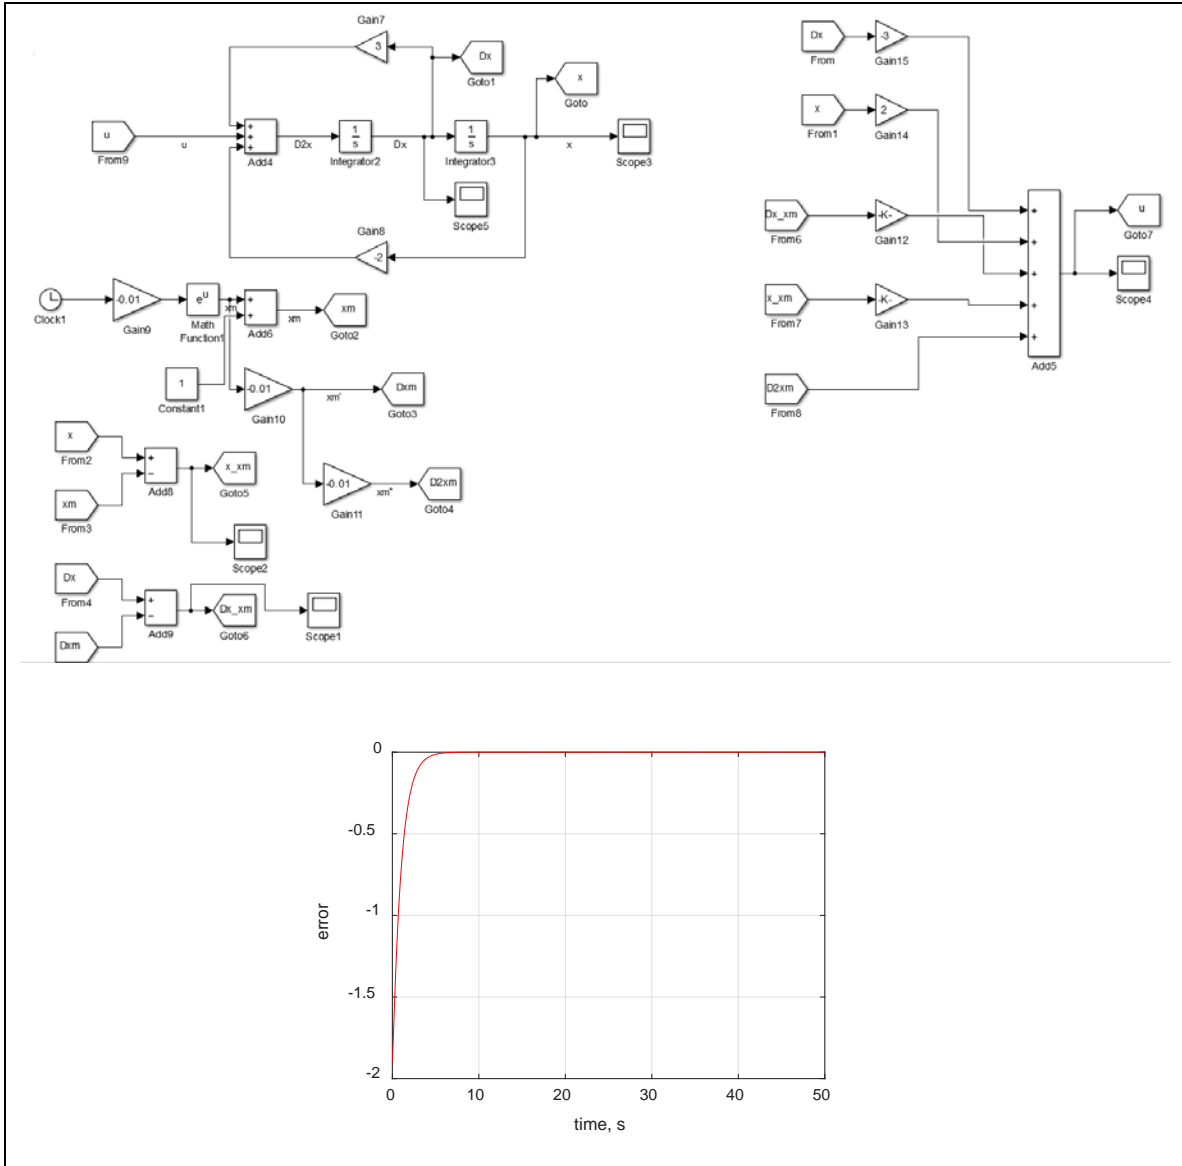 Gain7
3
Dx
Goto1
x
Goto
u
From9
u
+
+
+
Add4
D2x
1
s
Integrator2
Dx
1
s
Integrator3
x
Scope3
Scope5
Gain8
-2
Clock1
-0.01
Gain9
e^u
Math
Function1
xm
+
+
Add6
xm
xm
Goto2
1
Constant1
-0.01
Gain10
xm'
Dxm
Goto3
-0.01
Gain11
xm''
D2xm
Goto4
x
From2
xm
From3
+
−
Add8
x_xm
Goto5
Scope2
Dx
From4
Dxm
+
−
Add9
Dx_xm
Goto6
Scope1
Dx
From
-3
Gain15
x
From1
2
Gain14
Dx_xm
From6
-K-
Gain12
x_xm
From7
-K-
Gain13
D2xm
From8
+
+
+
+
+
Add5
u
Goto7
Scope4
0
-0.5
-1
-1.5
-2
error
0 10 20 30 40 50
time, s